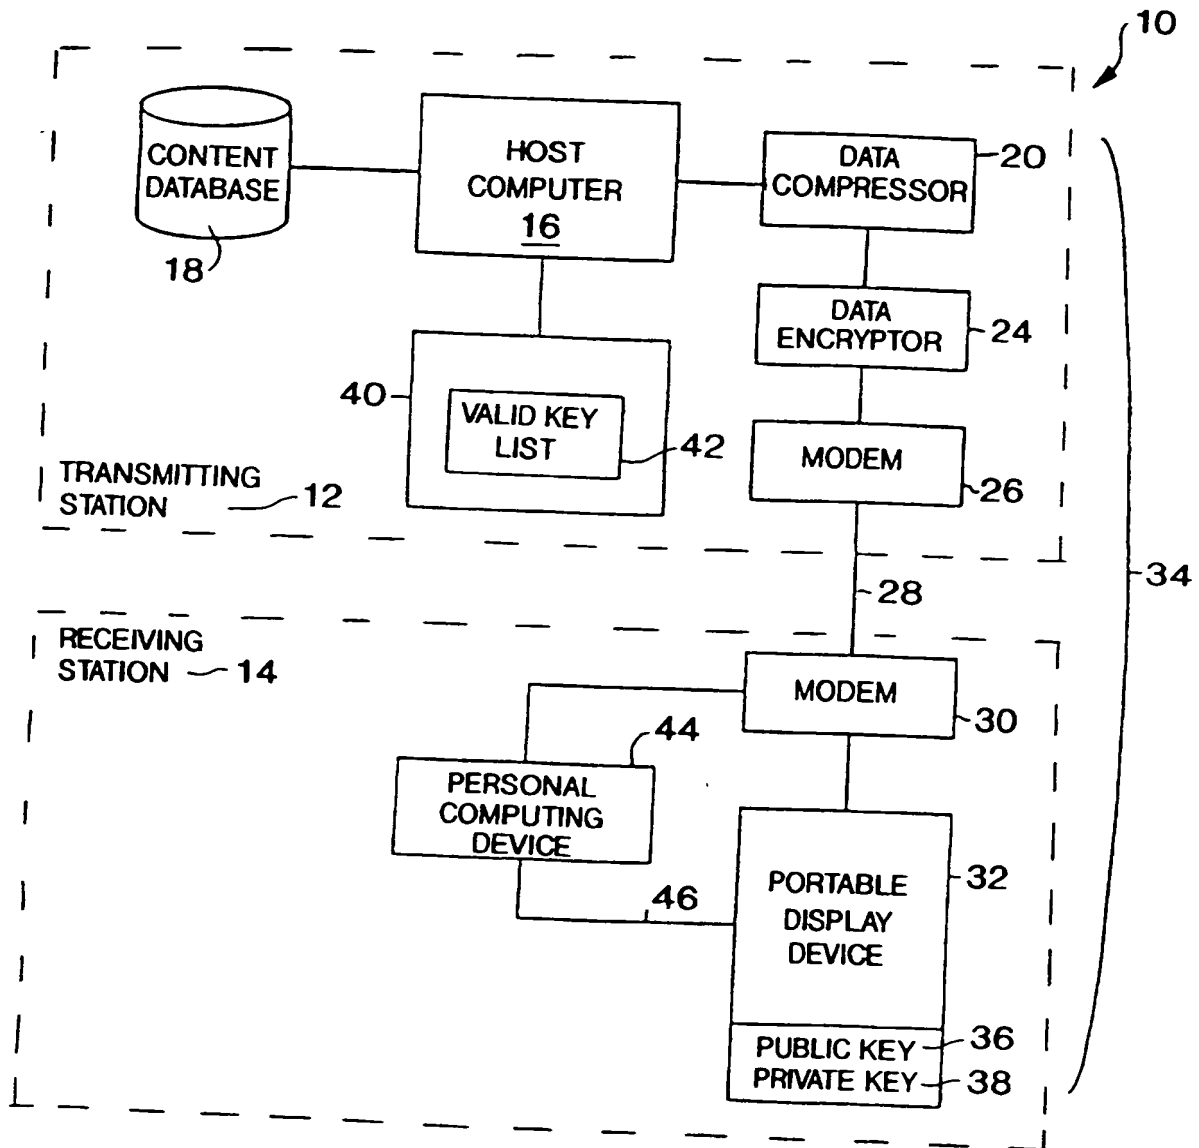 10
CONTENT
DATABASE
18
HOST
COMPUTER
16
DATA
COMPRESSOR
20
DATA
ENCRYPTOR
24
40
VALID KEY
LIST
42
MODEM
26
TRANSMITTING
STATION
12
28
34
RECEIVING
STATION
14
MODEM
30
44
PERSONAL
COMPUTING
DEVICE
46
PORTABLE
DISPLAY
DEVICE
32
PUBLIC KEY
36
PRIVATE KEY
38